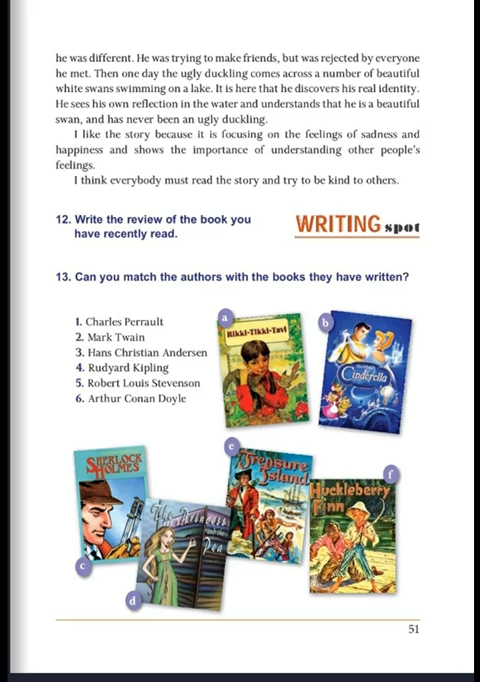 he was different. He was trying to make friends, but was rejected by everyone
he met. Then one day the ugly duckling comes across a number of beautiful
white swans swimming on a lake. It is here that he discovers his real identity.
He sees his own reflection in the water and understands that he is a beautiful
swan, and has never been an ugly duckling.
I like the story because it is focusing on the feelings of sadness and
happiness and shows the importance of understanding other people's
feelings.
I think everybody must read the story and try to be kind to others.
12. Write the review of the book you
have recently read.
WRITING spot
13. Can you match the authors with the books they have written?
1. Charles Perrault
2. Mark Twain
3. Hans Christian Andersen
4. Rudyard Kipling
5. Robert Louis Stevenson
6. Arthur Conan Doyle
a
Rikki-Tikki-Tavi
b
Cinderella
SHERLOCK
HOLMES
c
The Princess
and the
Pea
d
e
Treasure
Island
f
Huckleberry
Finn
51